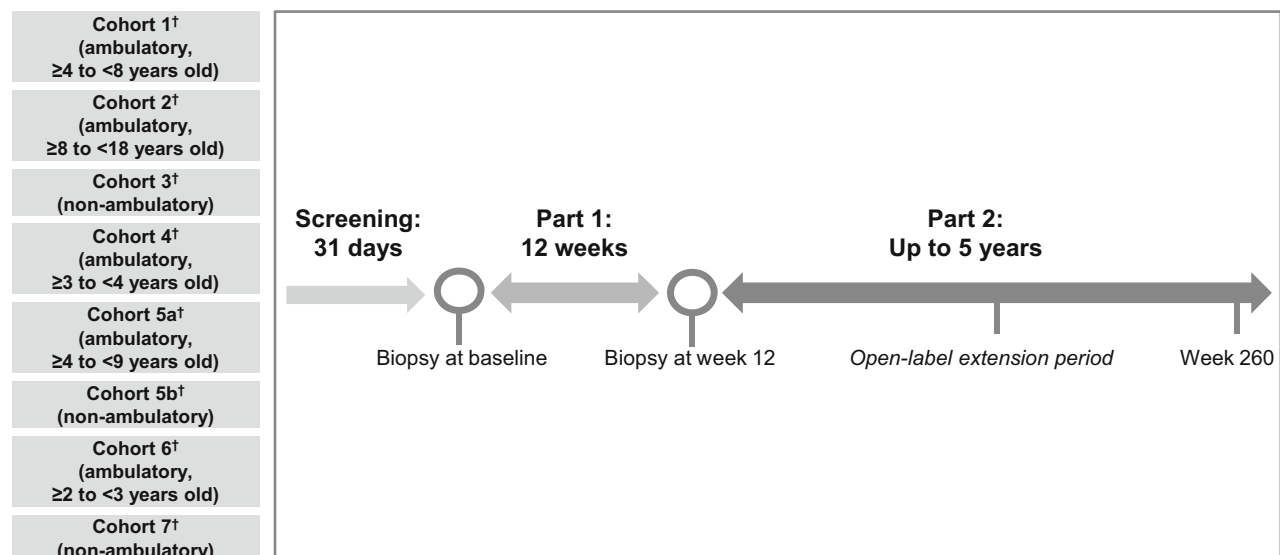 Cohort 1†
(ambulatory,
≥4 to <8 years old)
Cohort 2†
(ambulatory,
≥8 to <18 years old)
Cohort 3†
(non-ambulatory)
Cohort 4†
(ambulatory,
≥3 to <4 years old)
Cohort 5a†
(ambulatory,
≥4 to <9 years old)
Cohort 5b†
(non-ambulatory)
Cohort 6†
(ambulatory,
≥2 to <3 years old)
Cohort 7†
(non-ambulatory)
Screening:
31 days
Part 1:
12 weeks
Part 2:
Up to 5 years
Biopsy at baseline
Biopsy at week 12
Open-label extension period
Week 260